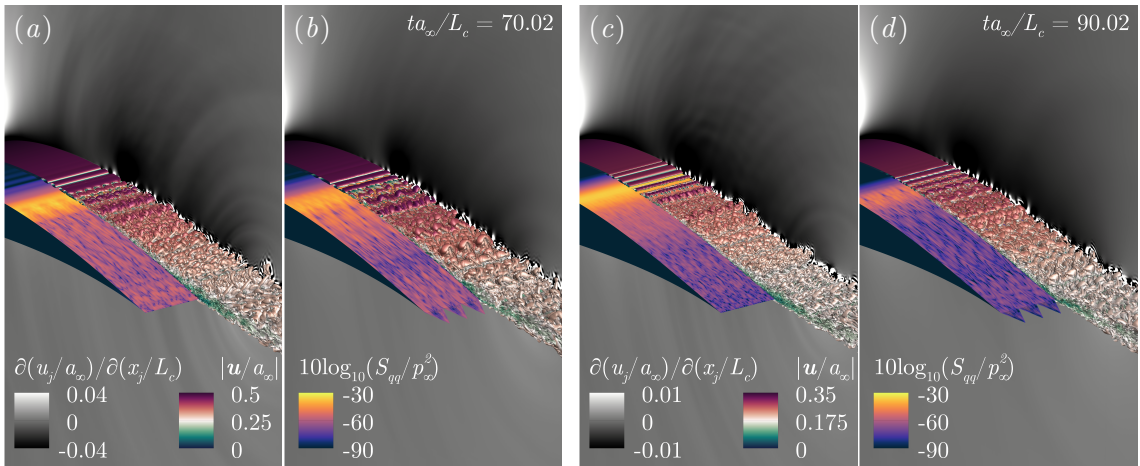 (a)
(b)
ta∞/Lc = 70.02
(c)
(d)
ta∞/Lc = 90.02
∂(uj/a∞)/∂(xj/Lc)
0.04
0
-0.04
|u/a∞|
0.5
0.25
0
10log10(Sqq/p∞²)
-30
-60
-90
∂(uj/a∞)/∂(xj/Lc)
0.01
0
-0.01
|u/a∞|
0.35
0.175
0
10log10(Sqq/p∞²)
-30
-60
-90